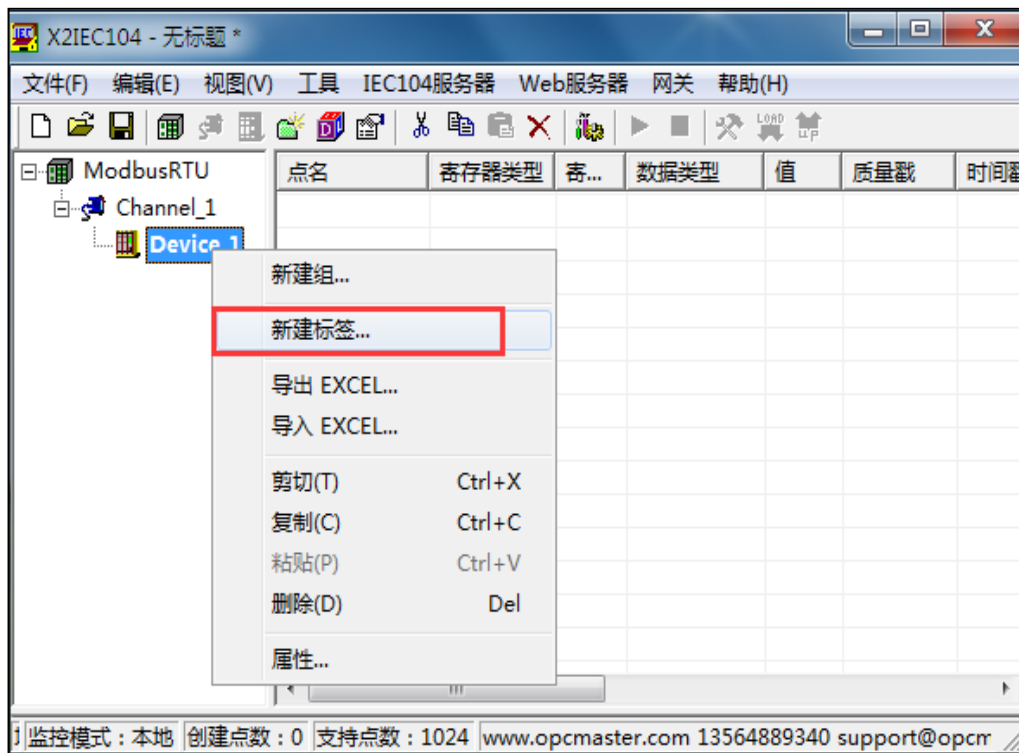 X2IEC104 - 无标题 *
文件(F) 编辑(E) 视图(V) 工具 IEC104服务器 Web服务器 网关 帮助(H)
ModbusRTU
点名 寄存器类型 寄... 数据类型 值 质量戳 时间戳
Channel_1
Device_1
新建组...
新建标签...
导出 EXCEL...
导入 EXCEL...
剪切(T) Ctrl+X
复制(C) Ctrl+C
粘贴(P) Ctrl+V
删除(D) Del
属性...
监控模式：本地 创建点数：0 支持点数：1024 www.opcmaster.com 13564889340 support@opcm